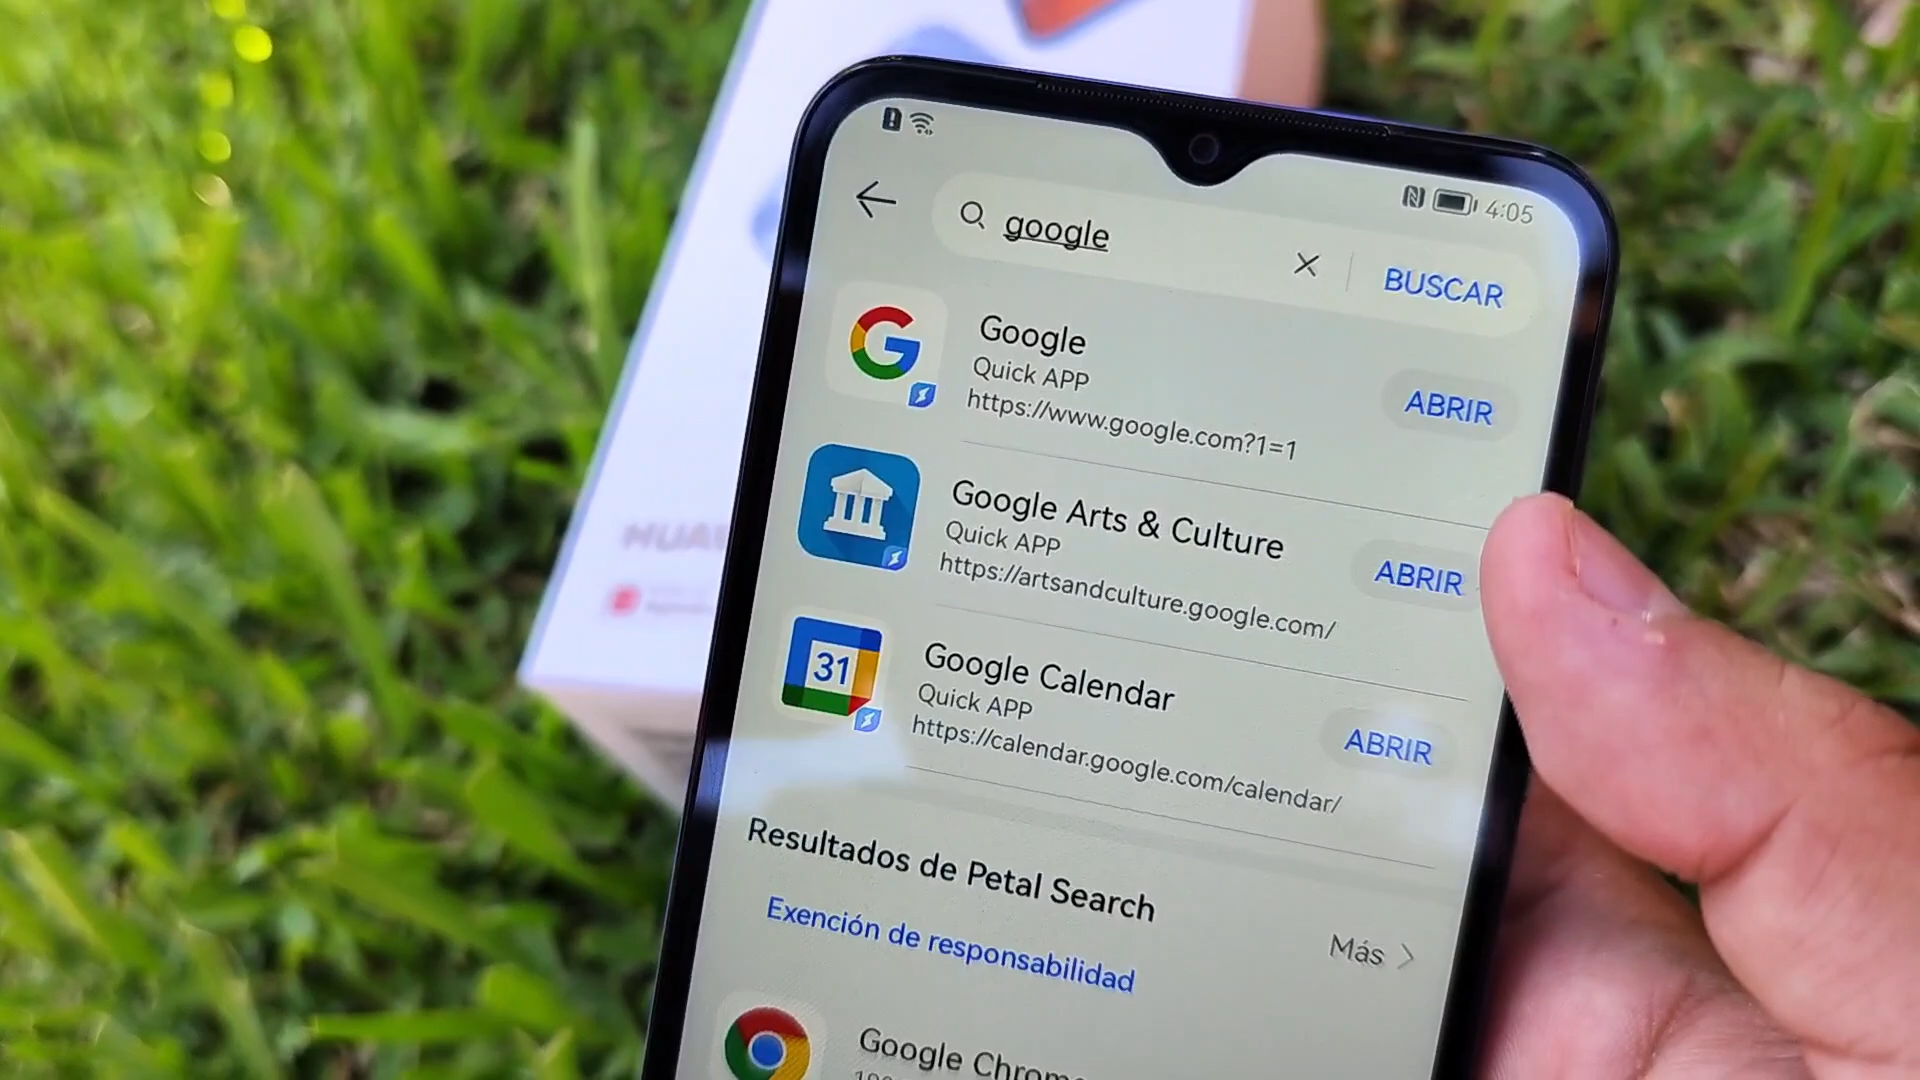 4:05
google
BUSCAR
Google
Quick APP
https://www.google.com?1=1
ABRIR
Google Arts & Culture
Quick APP
https://artsandculture.google.com/
ABRIR
31
Google Calendar
Quick APP
https://calendar.google.com/calendar/
ABRIR
Resultados de Petal Search
Exención de responsabilidad
Más
Google